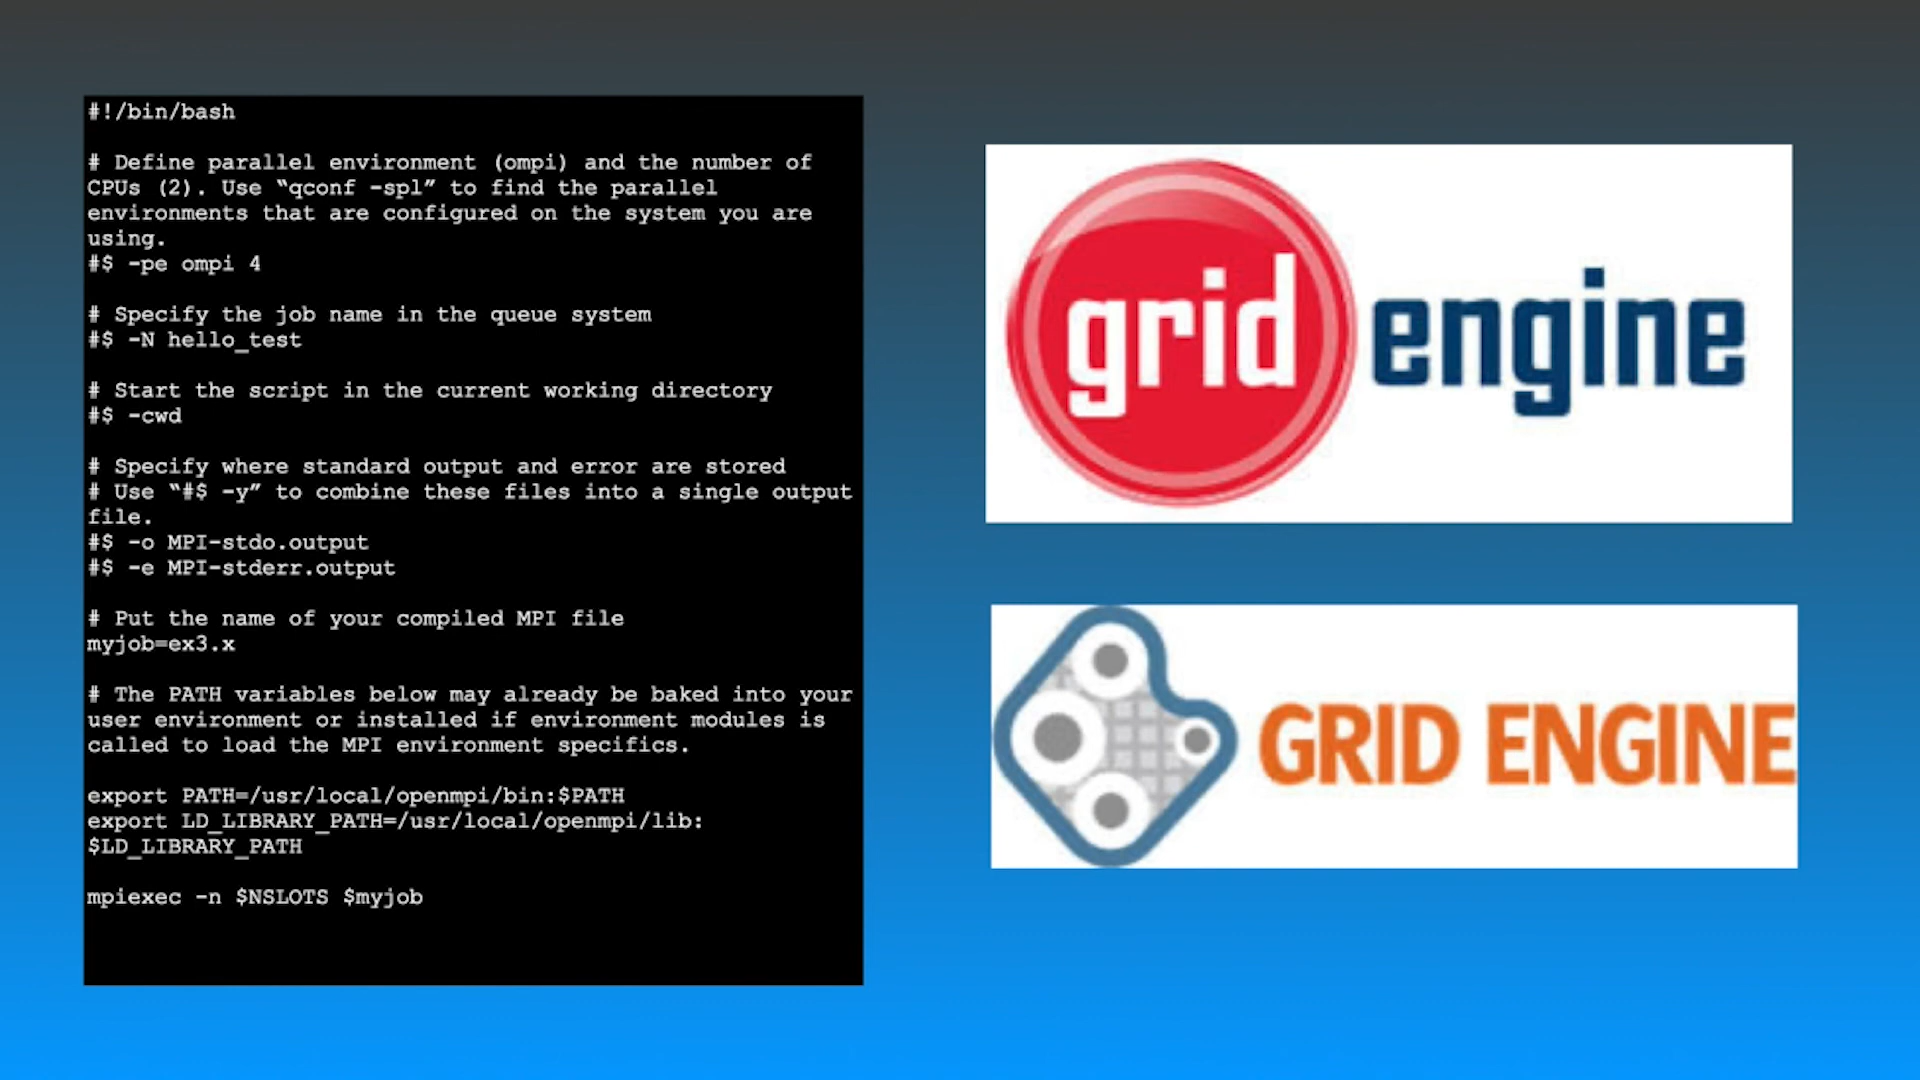 #!/bin/bash
# Define parallel environment (ompi) and the number of
CPUs (2). Use “qconf -spl” to find the parallel
environments that are configured on the system you are
using.
#$ -pe ompi 4
# Specify the job name in the queue system
#$ -N hello_test
# Start the script in the current working directory
#$ -cwd
# Specify where standard output and error are stored
# Use “#$ -y” to combine these files into a single output
file.
#$ -o MPI-stdo.output
#$ -e MPI-stderr.output
# Put the name of your compiled MPI file
myjob=ex3.x
# The PATH variables below may already be baked into your
user environment or installed if environment modules is
called to load the MPI environment specifics.
export PATH=/usr/local/openmpi/bin:$PATH
export LD_LIBRARY_PATH=/usr/local/openmpi/lib:
$LD_LIBRARY_PATH
mpiexec -n $NSLOTS $myjob
grid engine
GRID ENGINE